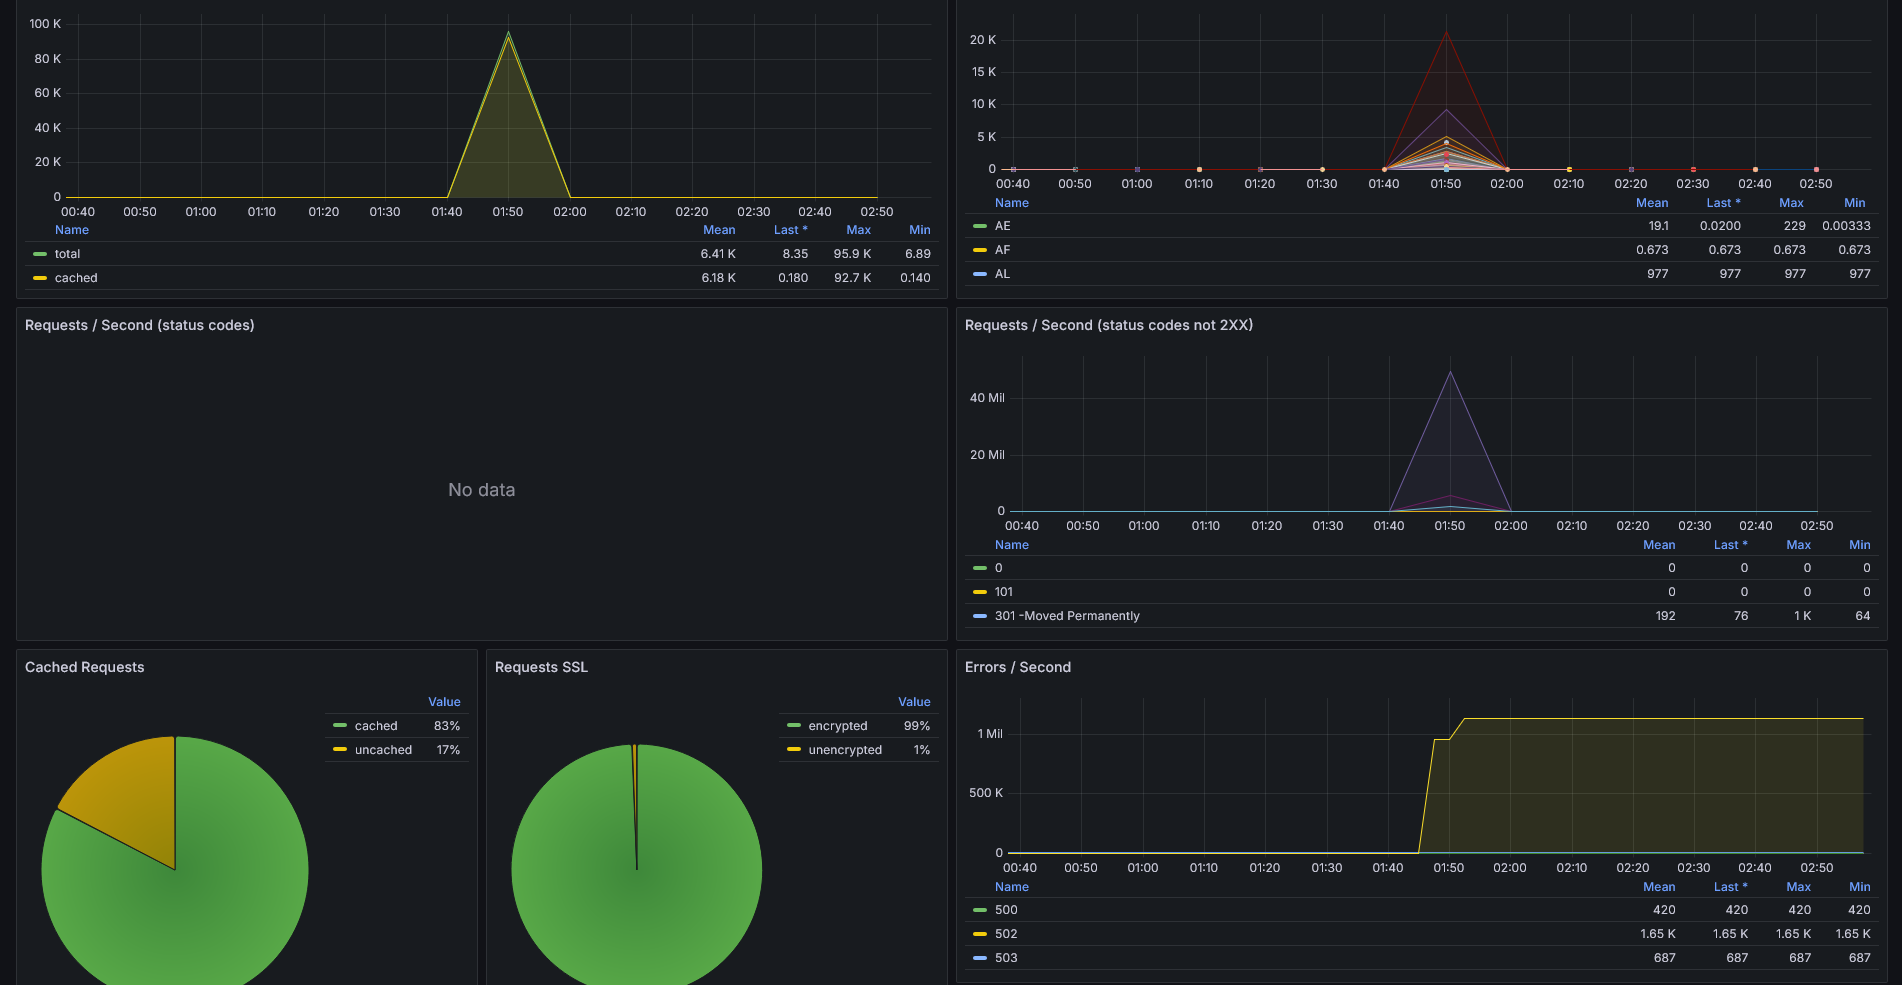 100 K
80 K
60 K
40 K
20 K
0
00:40 00:50 01:00 01:10 01:20 01:30 01:40 01:50 02:00 02:10 02:20 02:30 02:40 02:50
Name Mean Last * Max Min
total 6.41 K 8.35 95.9 K 6.89
cached 6.18 K 0.180 92.7 K 0.140
20 K
15 K
10 K
5 K
0
00:40 00:50 01:00 01:10 01:20 01:30 01:40 01:50 02:00 02:10 02:20 02:30 02:40 02:50
Name Mean Last * Max Min
AE 19.1 0.0200 229 0.00333
AF 0.673 0.673 0.673 0.673
AL 977 977 977 977
Requests / Second (status codes)
No data
Requests / Second (status codes not 2XX)
40 Mil
20 Mil
0
00:40 00:50 01:00 01:10 01:20 01:30 01:40 01:50 02:00 02:10 02:20 02:30 02:40 02:50
Name Mean Last * Max Min
0 0 0 0 0
101 0 0 0 0
301 -Moved Permanently 192 76 1 K 64
Cached Requests
Value
cached 83%
uncached 17%
Requests SSL
Value
encrypted 99%
unencrypted 1%
Errors / Second
1 Mil
500 K
0
00:40 00:50 01:00 01:10 01:20 01:30 01:40 01:50 02:00 02:10 02:20 02:30 02:40 02:50
Name Mean Last * Max Min
500 420 420 420 420
502 1.65 K 1.65 K 1.65 K 1.65 K
503 687 687 687 687